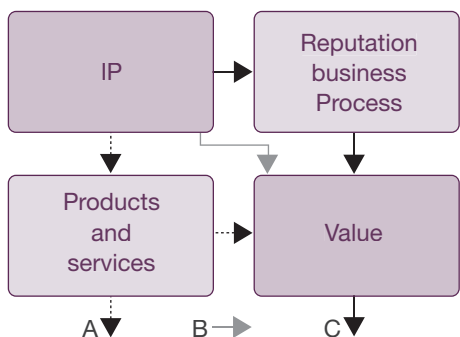 IP
Reputation
business
Process
Products
and
services
Value
A
B
C